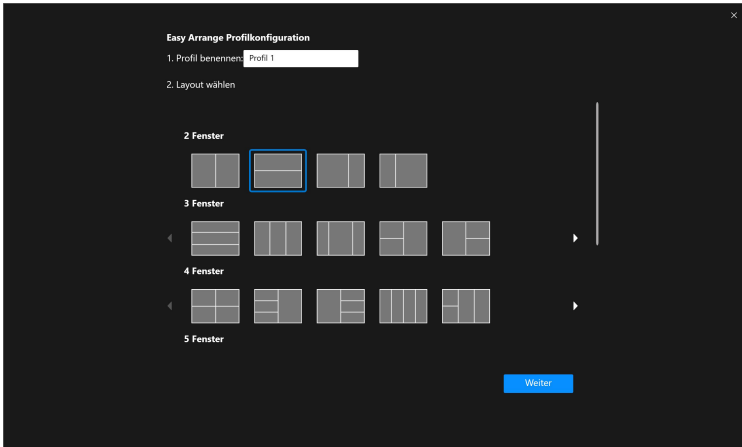 Easy Arrange Profilkonfiguration
1. Profil benennen: Profil 1
2. Layout wählen
2 Fenster
3 Fenster
4 Fenster
5 Fenster
Weiter